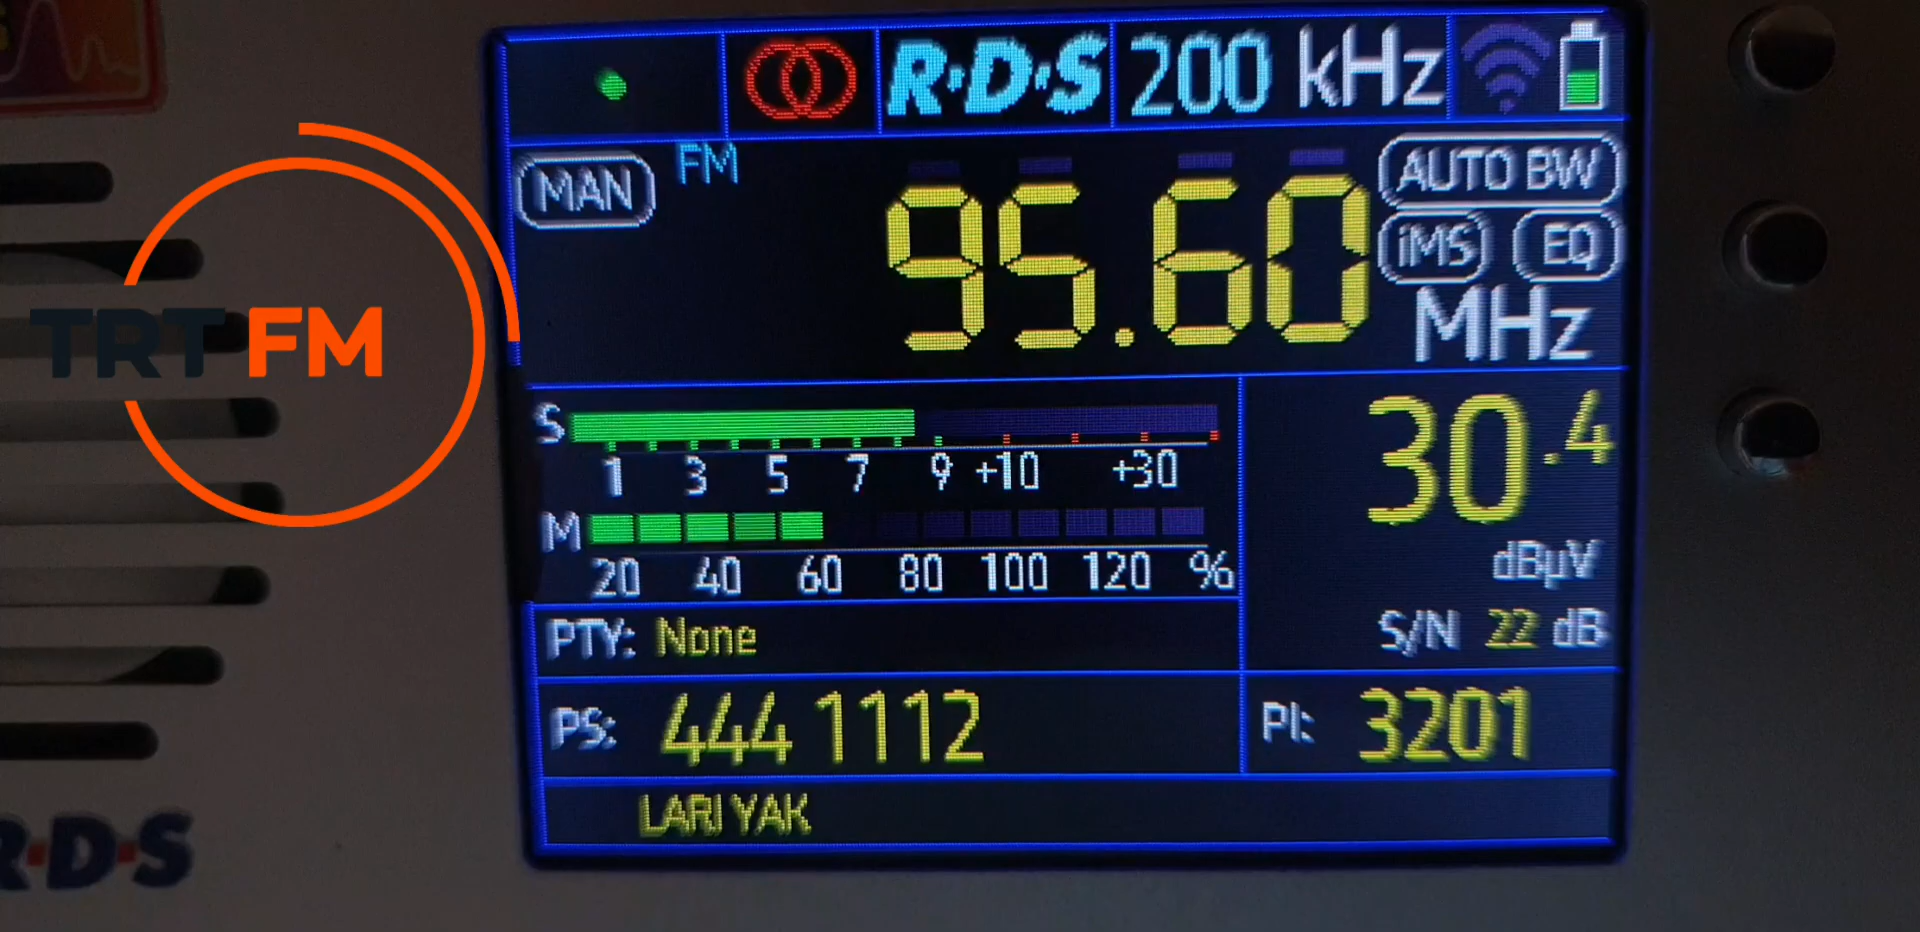 R·D·S 200 kHz
MAN FM 95.60 MHz
AUTO BW
iMS EQ
TRT FM
S
1 3 5 7 9 +10 +30
M
20 40 60 80 100 120 %
30.4
dBµV
S/N 22 dB
PTY: None
PS: 444 1112
PI: 3201
LARI YAK
R·D·S